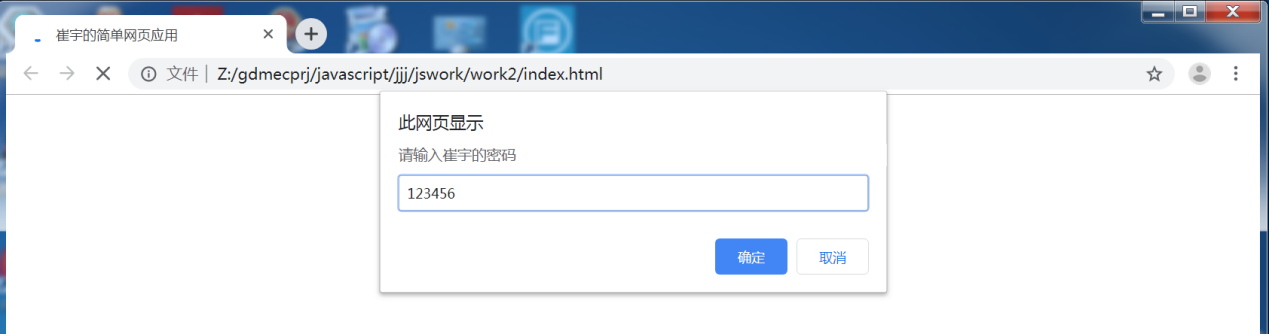 崔宇的简单网页应用
文件 Z:/gdmecprj/javascript/jjj/jswork/work2/index.html
此网页显示
请输入崔宇的密码
123456
确定 取消